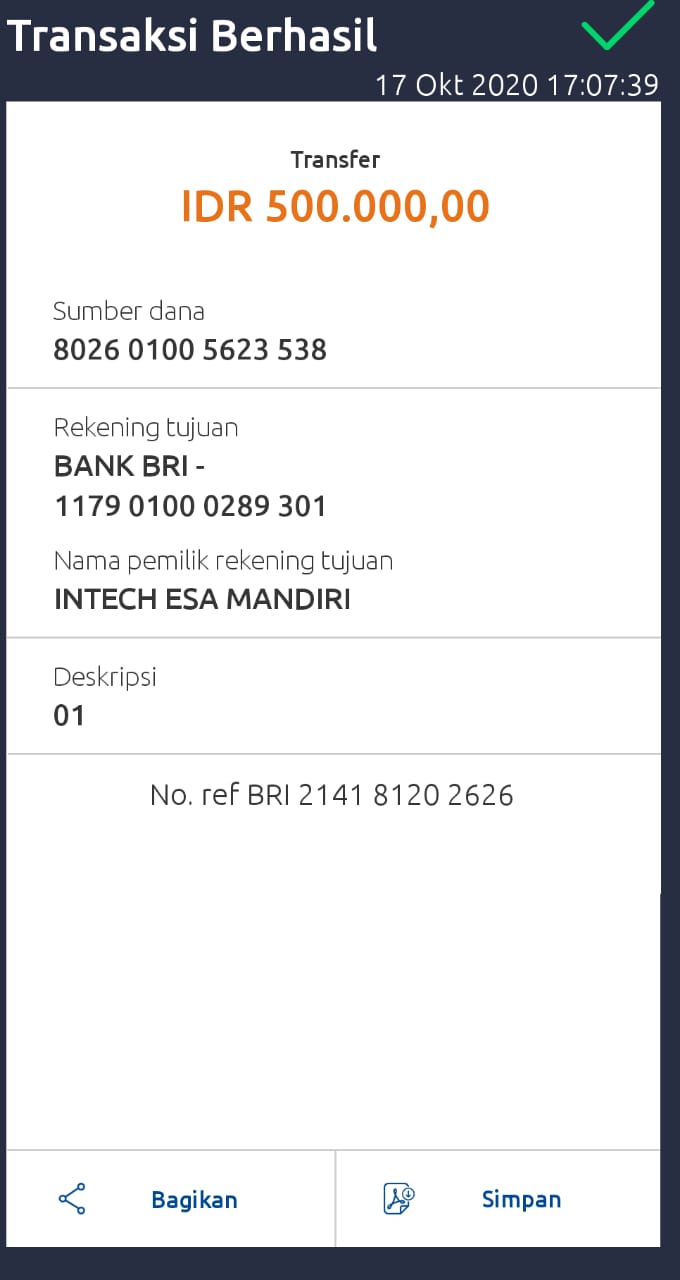 Transaksi Berhasil
17 Okt 2020 17:07:39
Transfer
IDR 500.000,00
Sumber dana
8026 0100 5623 538
Rekening tujuan
BANK BRI -
1179 0100 0289 301
Nama pemilik rekening tujuan
INTECH ESA MANDIRI
Deskripsi
01
No. ref BRI 2141 8120 2626
Bagikan
Simpan